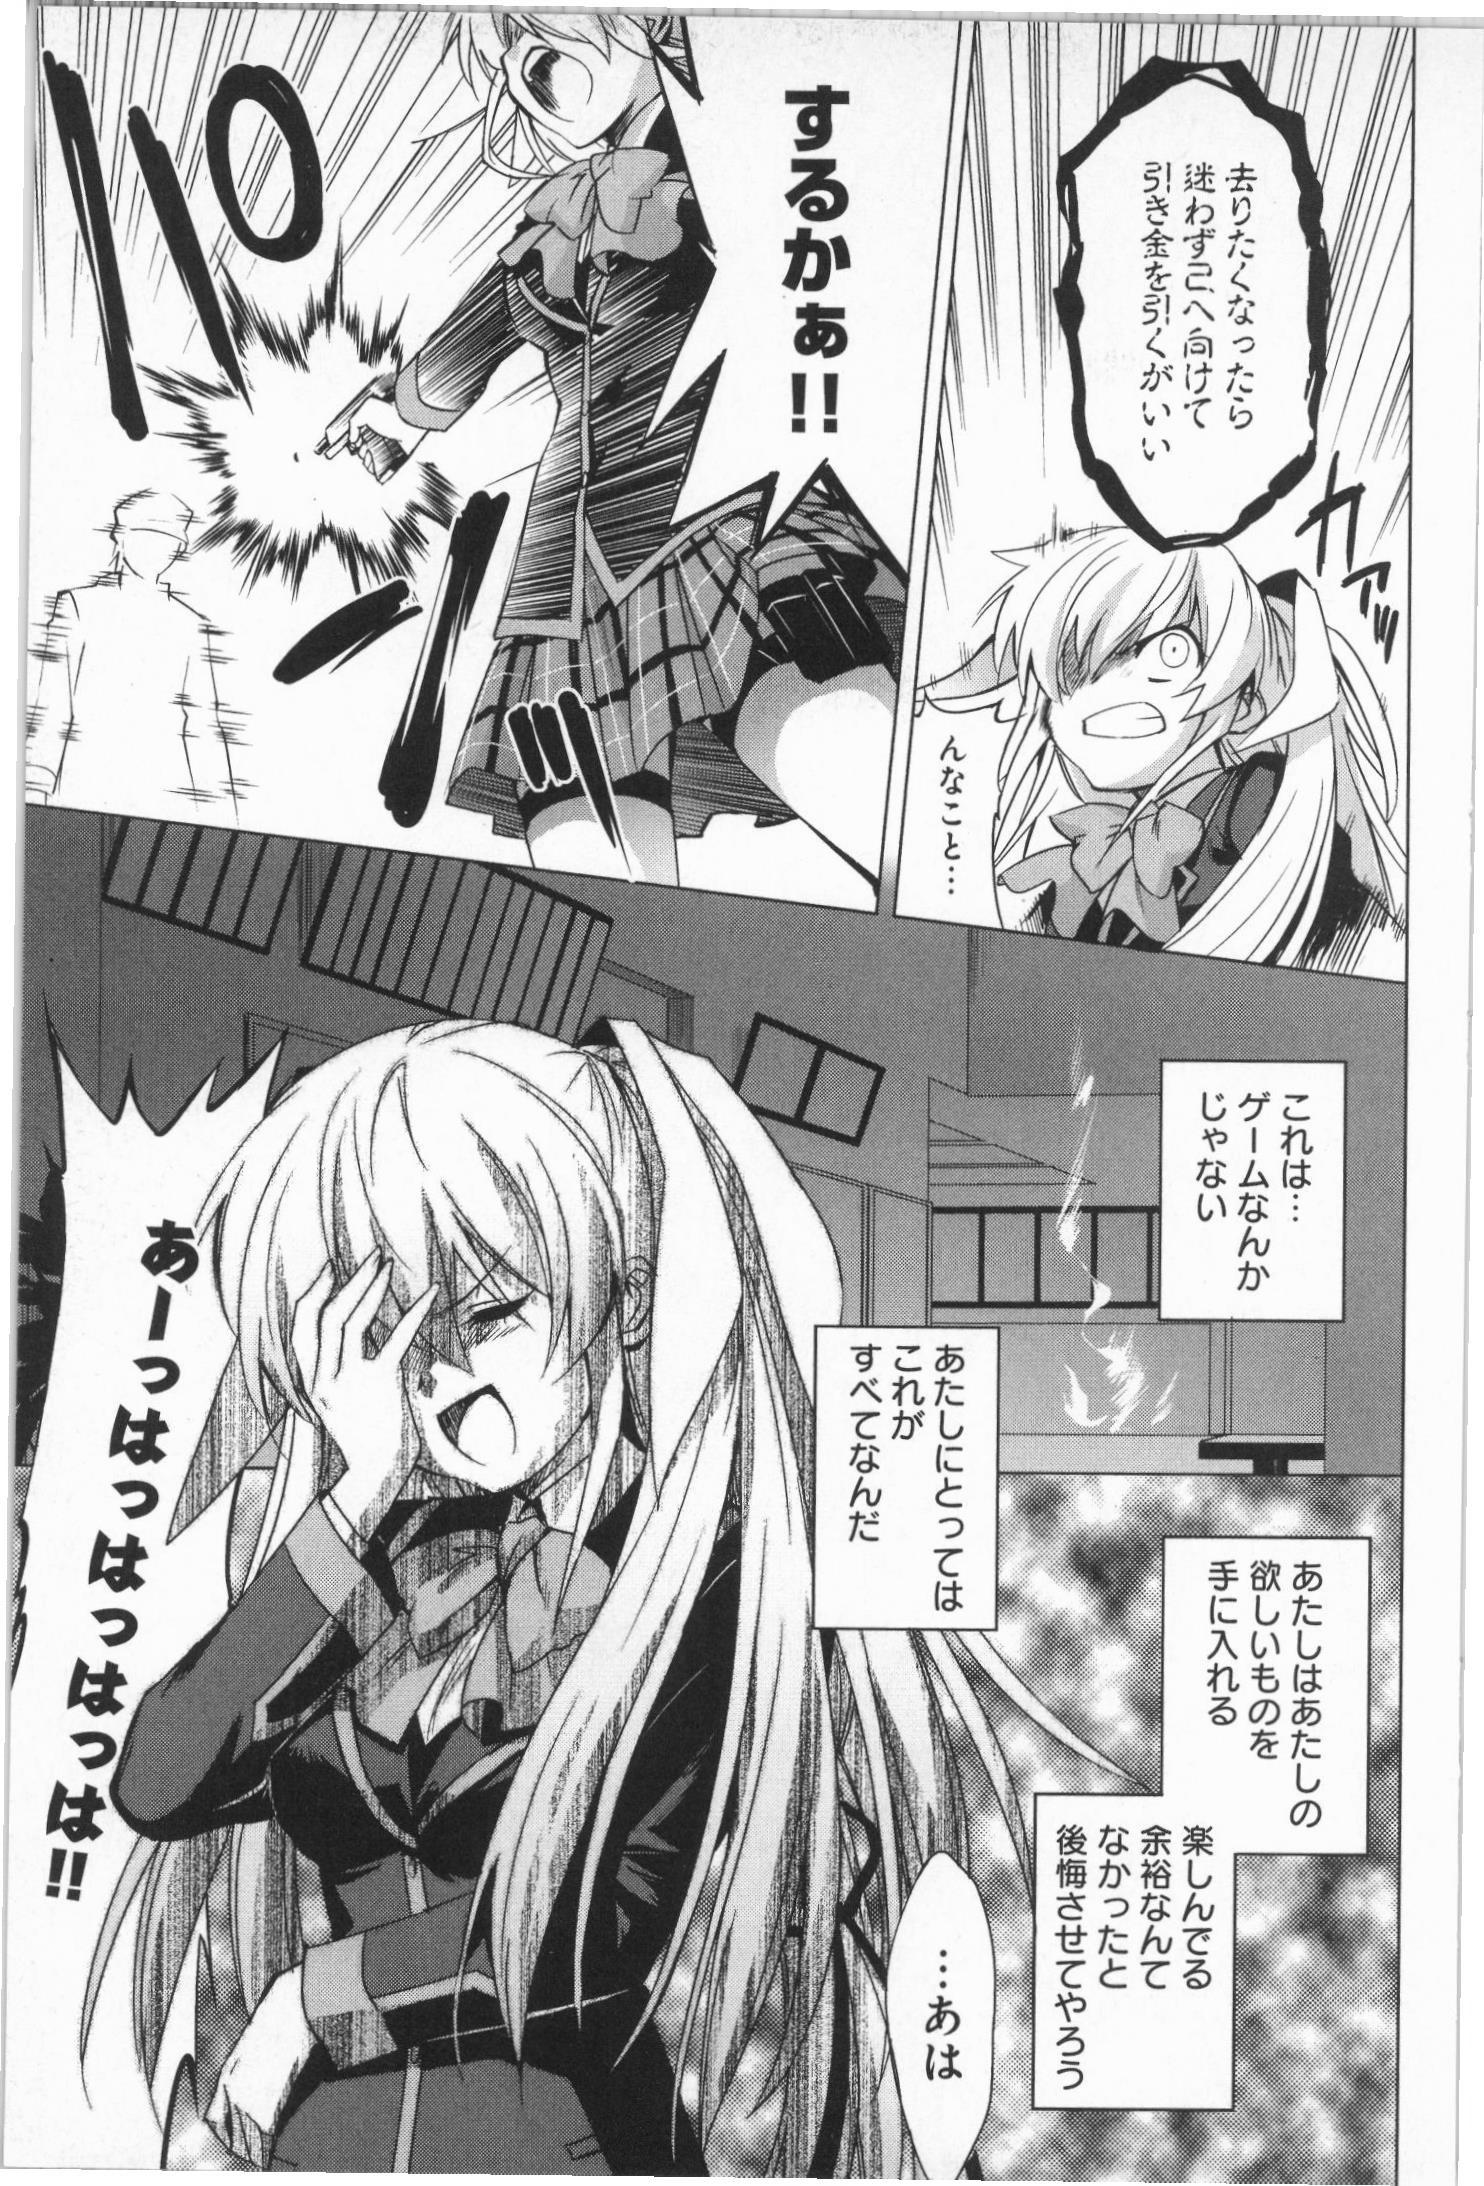 去りたくなったら
迷わず己へ向けて
引き金を引くがいい
ガアッ
んなこと…
するかぁ!!
これは…
ゲームなんか
じゃない
あたしにとっては
これが
すべてなんだ
あたしはあたしの
欲しいものを
手に入れる
楽しんでる
余裕なんて
なかったと
後悔させてやろう
…あは
あーっはっはっはっは!!